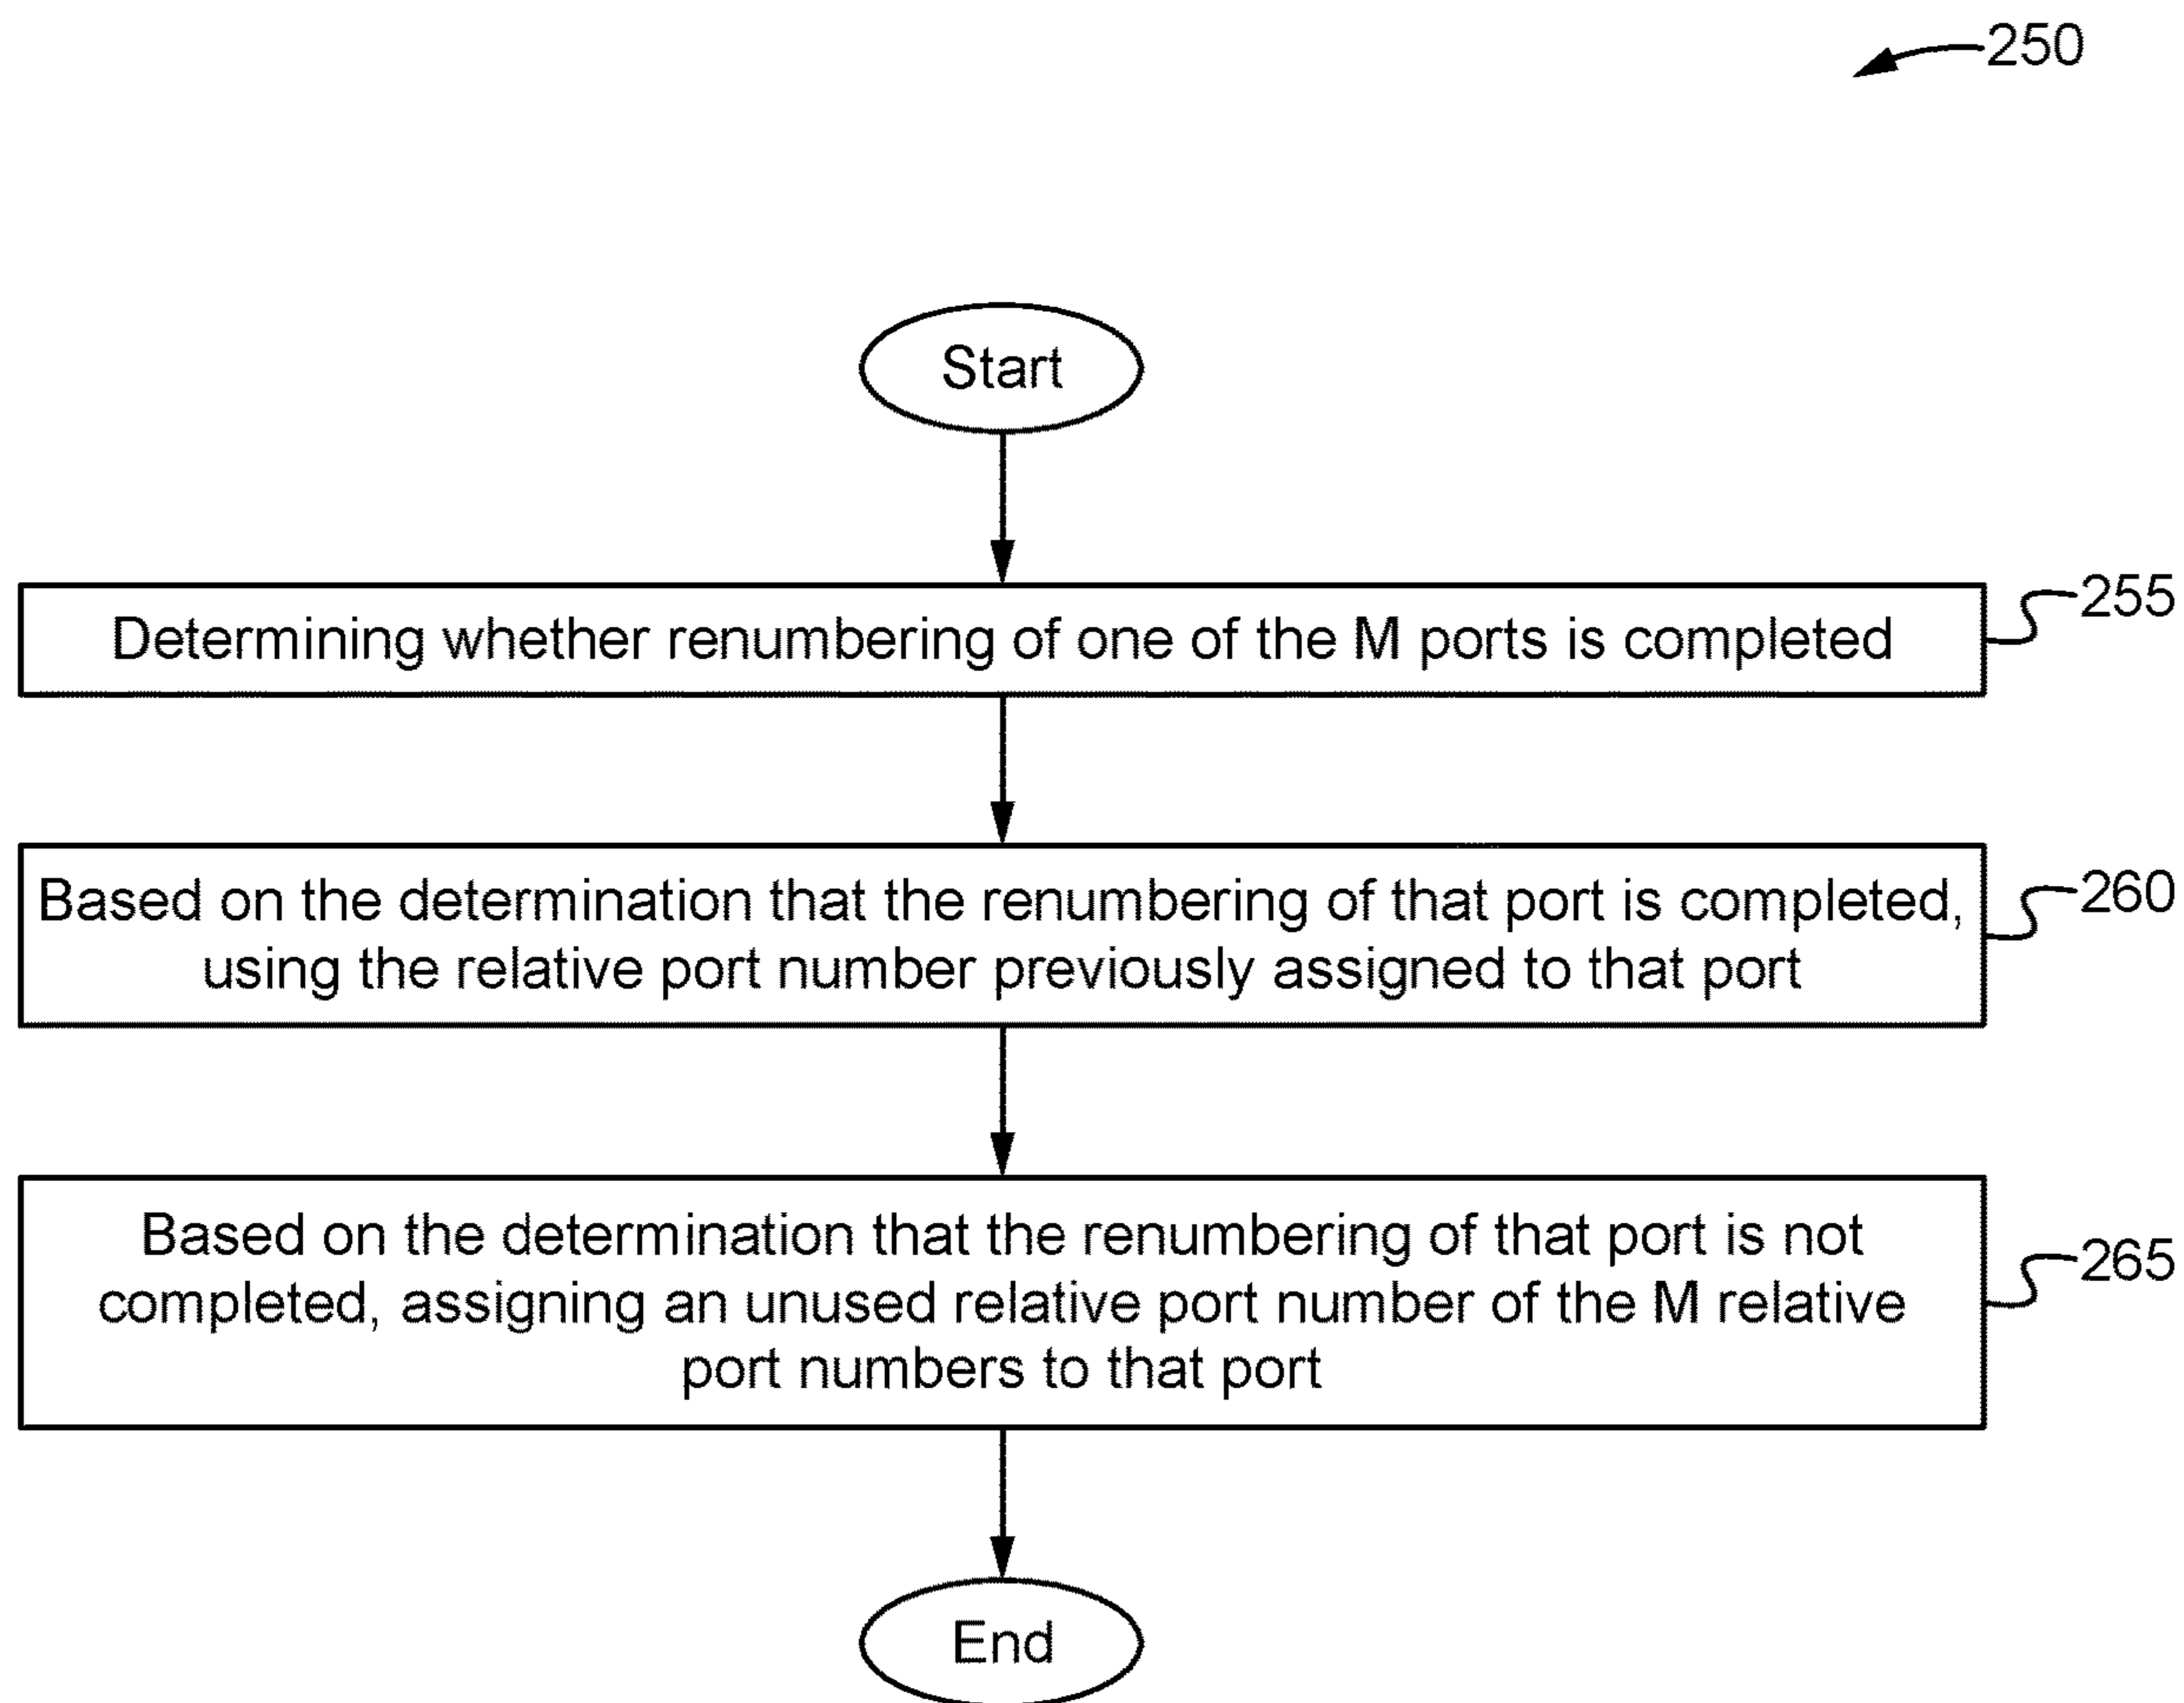 250
Start
Determining whether renumbering of one of the M ports is completed
255
Based on the determination that the renumbering of that port is completed,
using the relative port number previously assigned to that port
260
Based on the determination that the renumbering of that port is not
completed, assigning an unused relative port number of the M relative
port numbers to that port
265
End